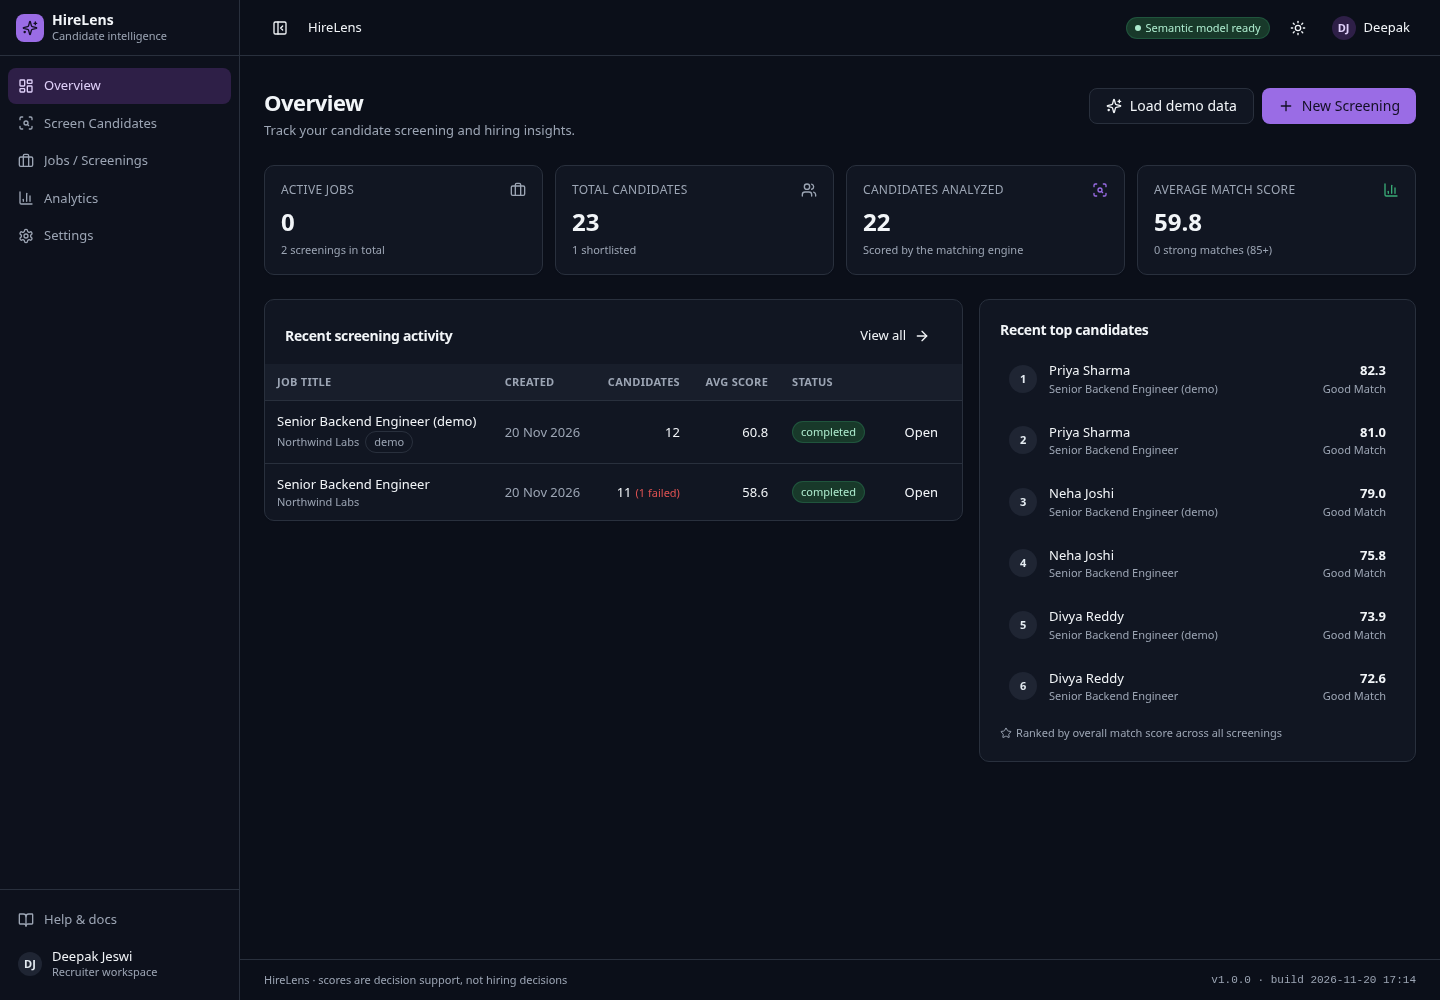 HireLens
Candidate intelligence
Overview
Screen Candidates
Jobs / Screenings
Analytics
Settings
Help & docs
DJ
Deepak Jeswi
Recruiter workspace
HireLens
Semantic model ready
DJ
Deepak
Overview
Track your candidate screening and hiring insights.
Load demo data
New Screening
ACTIVE JOBS
0
2 screenings in total
TOTAL CANDIDATES
23
1 shortlisted
CANDIDATES ANALYZED
22
Scored by the matching engine
AVERAGE MATCH SCORE
59.8
0 strong matches (85+)
Recent screening activity
View all
JOB TITLE CREATED CANDIDATES AVG SCORE STATUS
Senior Backend Engineer (demo)
Northwind Labs demo
20 Nov 2026 12 60.8 completed Open
Senior Backend Engineer
Northwind Labs
20 Nov 2026 11 (1 failed) 58.6 completed Open
Recent top candidates
1 Priya Sharma 82.3
Senior Backend Engineer (demo) Good Match
2 Priya Sharma 81.0
Senior Backend Engineer Good Match
3 Neha Joshi 79.0
Senior Backend Engineer (demo) Good Match
4 Neha Joshi 75.8
Senior Backend Engineer Good Match
5 Divya Reddy 73.9
Senior Backend Engineer (demo) Good Match
6 Divya Reddy 72.6
Senior Backend Engineer Good Match
Ranked by overall match score across all screenings
HireLens · scores are decision support, not hiring decisions
v1.0.0 · build 2026-11-20 17:14